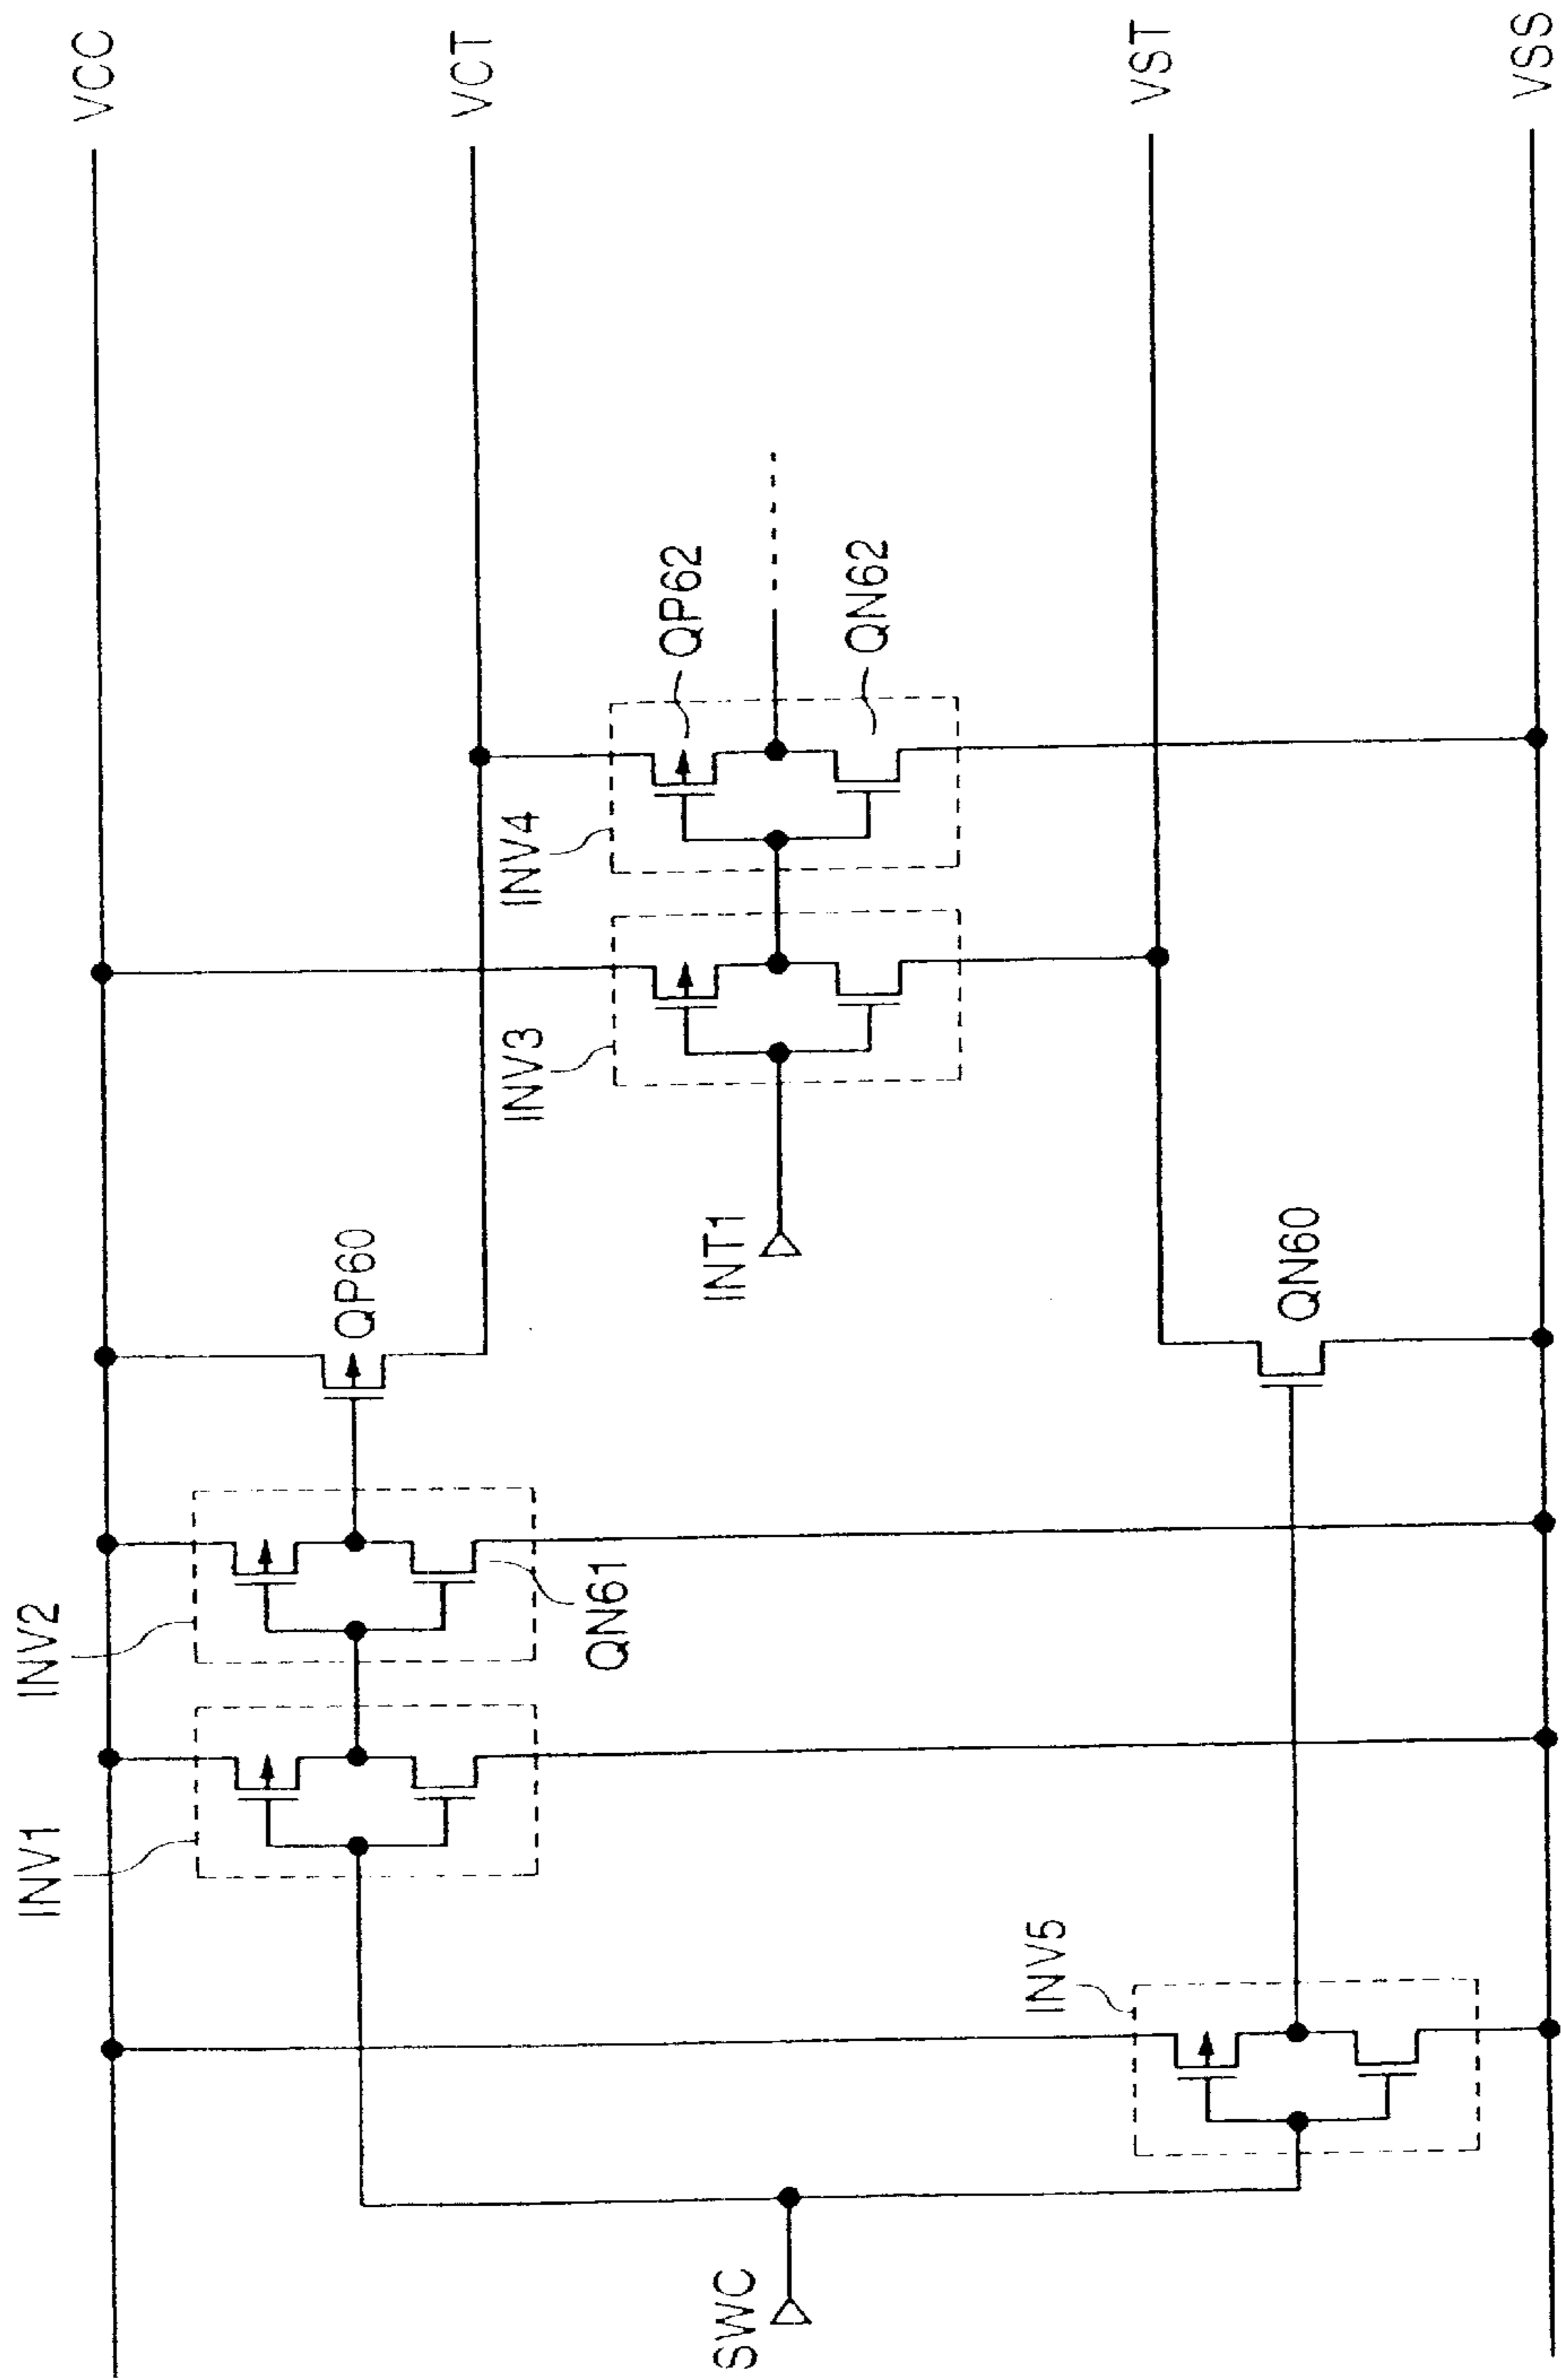 VCC
INV1
INV2
QP60
VCT
QN61
INV3
INV4
QP62
SWC
INT1
QN62
INV5
VST
QN60
VSS